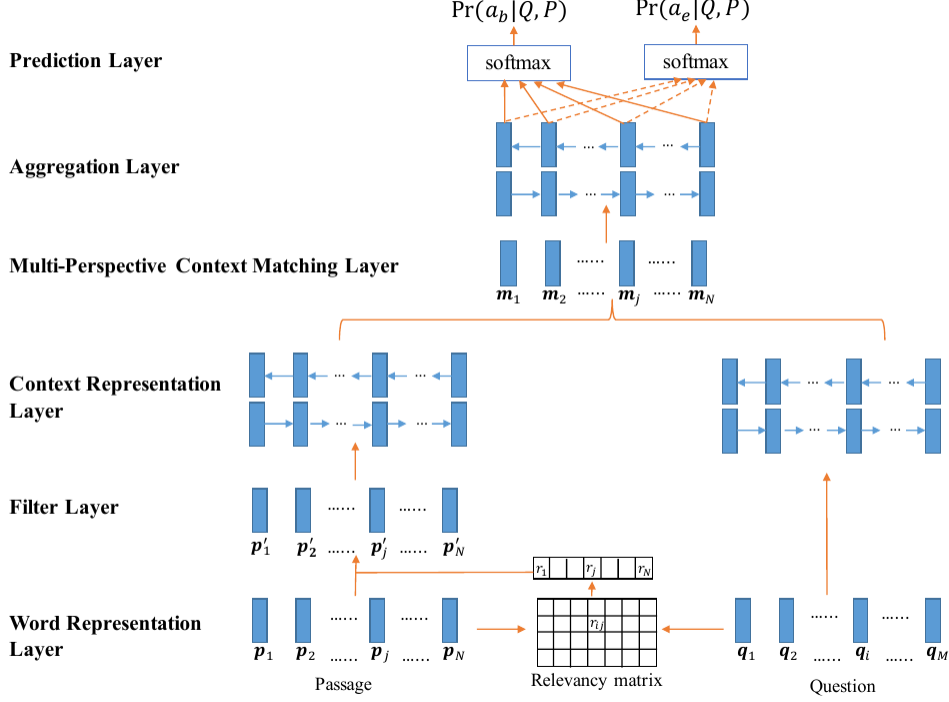 Pr(a_b|Q, P) Pr(a_e|Q, P)
Prediction Layer
softmax softmax
Aggregation Layer
... ...
... ...
Multi-Perspective Context Matching Layer
...... ......
m_1 m_2 ...... m_j ...... m_N
Context Representation
Layer
... ... ... ...
... ... ... ...
Filter Layer
...... ......
p'_1 p'_2 ...... p'_j ...... p'_N
r_1 r_j r_N
Word Representation
Layer
...... ...... r_ij ...... ......
p_1 p_2 ...... p_j ...... p_N q_1 q_2 ...... q_i ...... q_M
Passage Relevancy matrix Question